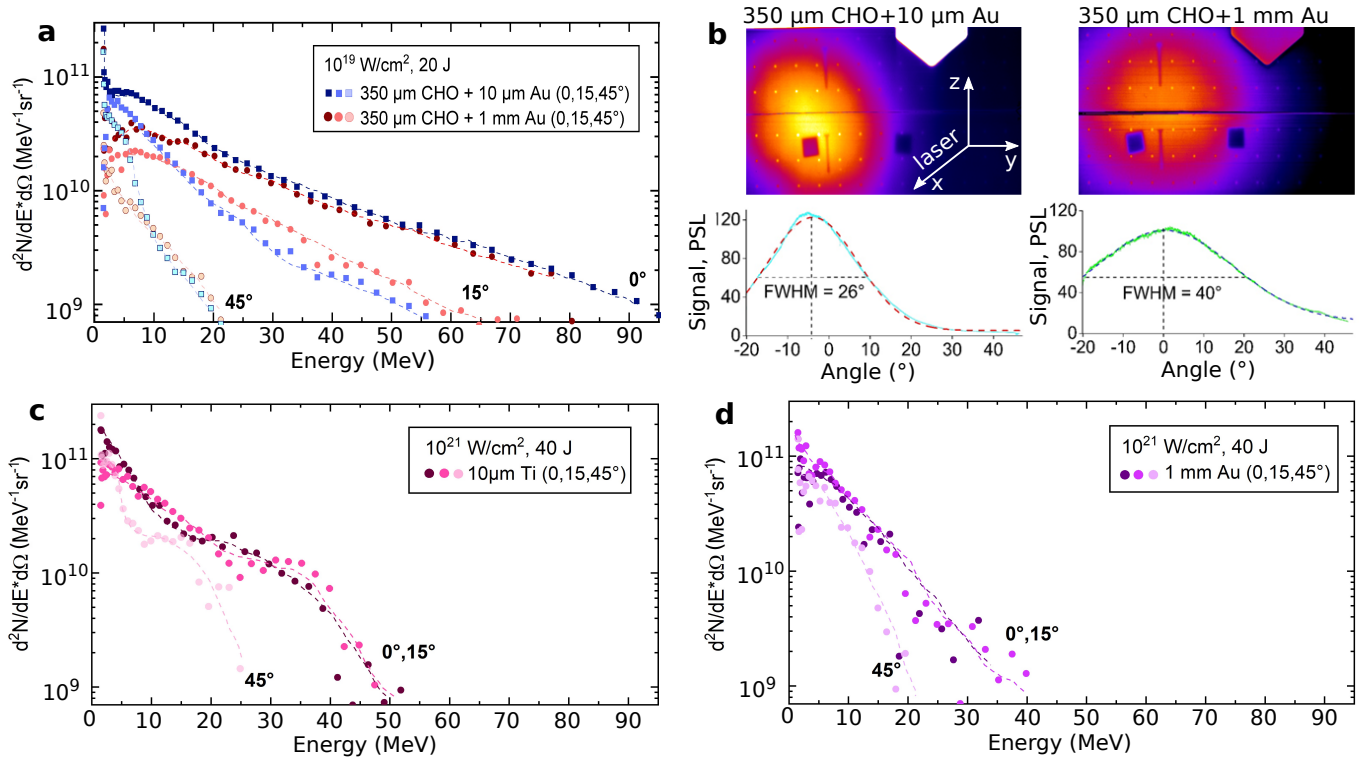 a
10¹⁹ W/cm², 20 J
350 µm CHO + 10 µm Au (0,15,45°)
350 µm CHO + 1 mm Au (0,15,45°)
10¹¹
10¹⁰
10⁹
d²N/dE*dΩ (MeV⁻¹sr⁻¹)
45°
15°
0°
0 10 20 30 40 50 60 70 80 90
Energy (MeV)
b
350 µm CHO+10 µm Au
z
y
x
laser
350 µm CHO+1 mm Au
Signal, PSL
120
80
40
0
FWHM = 26°
-20 -10 0 10 20 30 40
Angle (°)
Signal, PSL
120
80
40
0
FWHM = 40°
-20 -10 0 10 20 30 40
Angle (°)
c
10²¹ W/cm², 40 J
10µm Ti (0,15,45°)
10¹¹
10¹⁰
10⁹
d²N/dE*dΩ (MeV⁻¹sr⁻¹)
45°
0°,15°
0 10 20 30 40 50 60 70 80 90
Energy (MeV)
d
10²¹ W/cm², 40 J
1 mm Au (0,15,45°)
10¹¹
10¹⁰
10⁹
d²N/dE*dΩ (MeV⁻¹sr⁻¹)
45°
0°,15°
0 10 20 30 40 50 60 70 80 90
Energy (MeV)